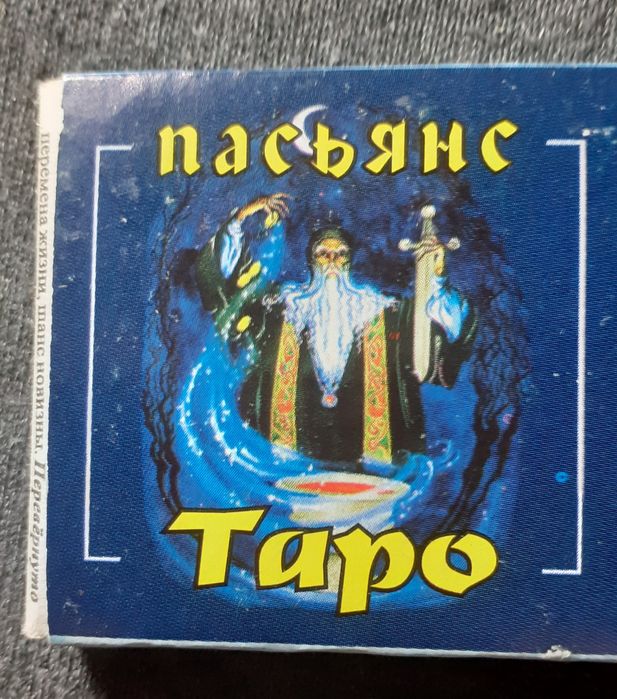 пасьянс
Таро
перемена жизни, шанс новизны. Перевёрнуто